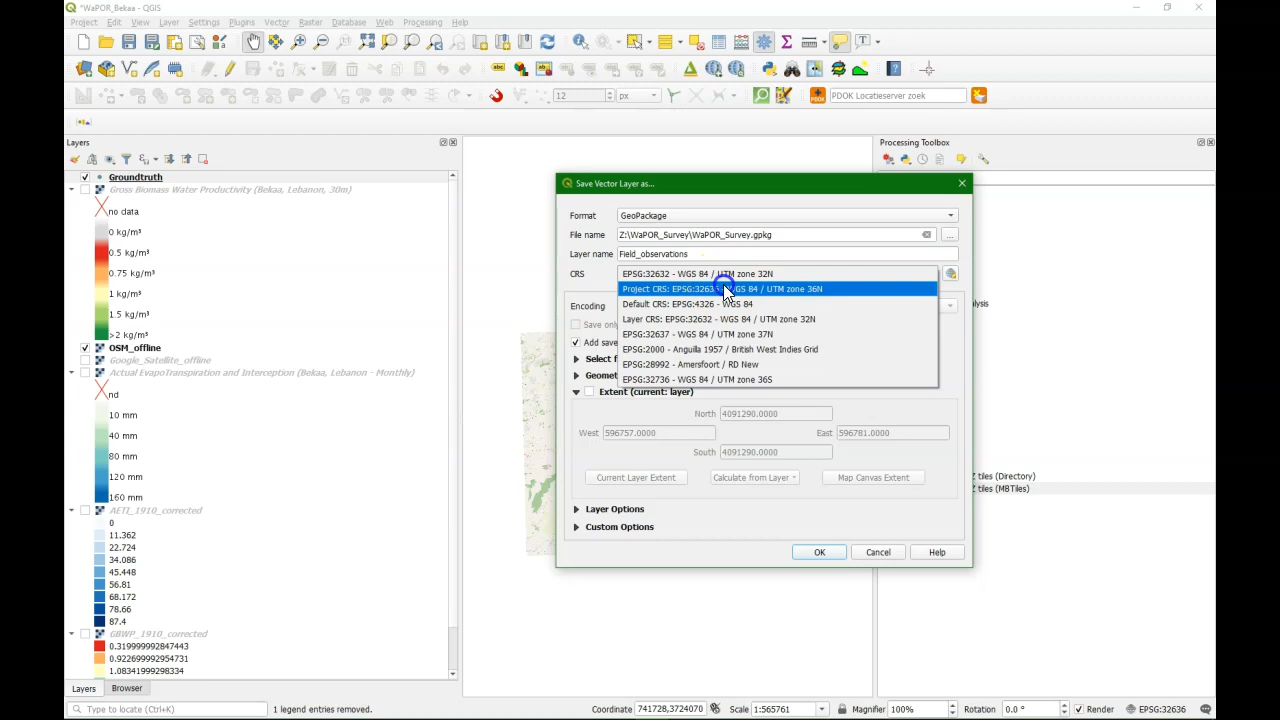 *WaPOR_Bekaa — QGIS
Project Edit View Layer Settings Plugins Vector Raster Database Web Processing Help
12 px PDOK Locatieserver zoek
Layers
Groundtruth
Gross Biomass Water Productivity (Bekaa, Lebanon, 30m)
no data
0 kg/m³
0.5 kg/m³
0.75 kg/m³
1 kg/m³
1.5 kg/m³
>2 kg/m³
OSM_offline
Google_Satellite_offline
Actual EvapoTranspiration and Interception (Bekaa, Lebanon - Monthly)
nd
10 mm
40 mm
80 mm
120 mm
160 mm
AETI_1910_corrected
0
11.362
22.724
34.086
45.448
56.81
68.172
78.66
87.4
GBWP_1910_corrected
0.319999992847443
0.922699992954731
1.08341999298334
Layers Browser
Processing Toolbox
Save Vector Layer as...
Format GeoPackage
File name Z:\WaPOR_Survey\WaPOR_Survey.gpkg ...
Layer name Field_observations
CRS EPSG:32632 - WGS 84 / UTM zone 32N
Project CRS: EPSG:32636 - WGS 84 / UTM zone 36N
Default CRS: EPSG:4326 - WGS 84
Layer CRS: EPSG:32632 - WGS 84 / UTM zone 32N
EPSG:32637 - WGS 84 / UTM zone 37N
EPSG:2000 - Anguilla 1957 / British West Indies Grid
EPSG:28992 - Amersfoort / RD New
EPSG:32736 - WGS 84 / UTM zone 36S
Encoding
Save onl
Add save
Select f
Geomet
Extent (current: layer)
North 4091290.0000
West 596757.0000 East 596781.0000
South 4091290.0000
Current Layer Extent Calculate from Layer Map Canvas Extent
Layer Options
Custom Options
OK Cancel Help
alysis
Z tiles (Directory)
Z tiles (MBTiles)
Type to locate (Ctrl+K) 1 legend entries removed. Coordinate 741728,3724070 Scale 1:565761 Magnifier 100% Rotation 0.0 ° Render EPSG:32636